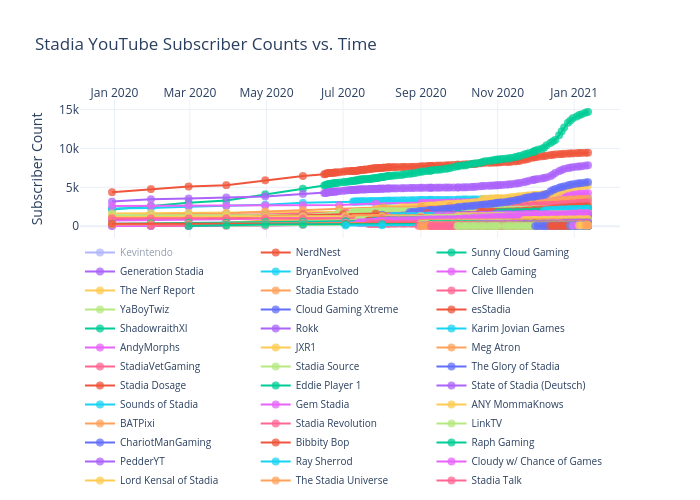 Stadia YouTube Subscriber Counts vs. Time
Jan 2020 Mar 2020 May 2020 Jul 2020 Sep 2020 Nov 2020 Jan 2021
Subscriber Count
15k
10k
5k
0
Kevintendo NerdNest Sunny Cloud Gaming
Generation Stadia BryanEvolved Caleb Gaming
The Nerf Report Stadia Estado Clive Illenden
YaBoyTwiz Cloud Gaming Xtreme esStadia
ShadowraithXI Rokk Karim Jovian Games
AndyMorphs JXR1 Meg Atron
StadiaVetGaming Stadia Source The Glory of Stadia
Stadia Dosage Eddie Player 1 State of Stadia (Deutsch)
Sounds of Stadia Gem Stadia ANY MommaKnows
BATPixi Stadia Revolution LinkTV
ChariotManGaming Bibbity Bop Raph Gaming
PedderYT Ray Sherrod Cloudy w/ Chance of Games
Lord Kensal of Stadia The Stadia Universe Stadia Talk